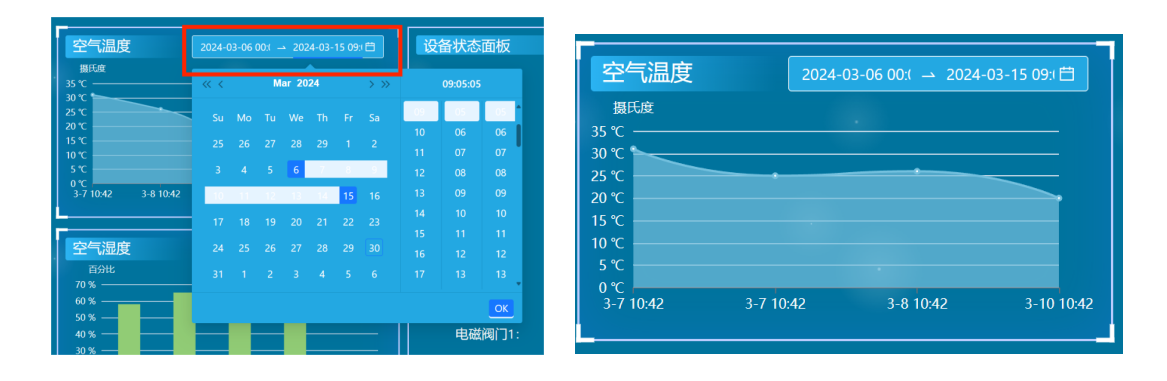 空气温度
2024-03-06 00:( → 2024-03-15 09:(
设备状态面板
摄氏度
35 ℃
30 ℃
25 ℃
20 ℃
15 ℃
10 ℃
5 ℃
0 ℃
3-7 10:42 3-8 10:42
« ‹ Mar 2024 › »
09:05:05
Su Mo Tu We Th Fr Sa
25 26 27 28 29 1 2
3 4 5 6
15 16
17 18 19 20 21 22 23
24 25 26 27 28 29 30
31 1 2 3 4 5 6
10 06 06
11 07 07
12 08 08
13 09 09
14 10 10
15 11 11
16 12 12
17 13 13
OK
空气湿度
百分比
70 %
60 %
50 %
40 %
30 %
电磁阀门1:
空气温度
2024-03-06 00:( → 2024-03-15 09:(
摄氏度
35 ℃
30 ℃
25 ℃
20 ℃
15 ℃
10 ℃
5 ℃
0 ℃
3-7 10:42 3-7 10:42 3-8 10:42 3-10 10:42